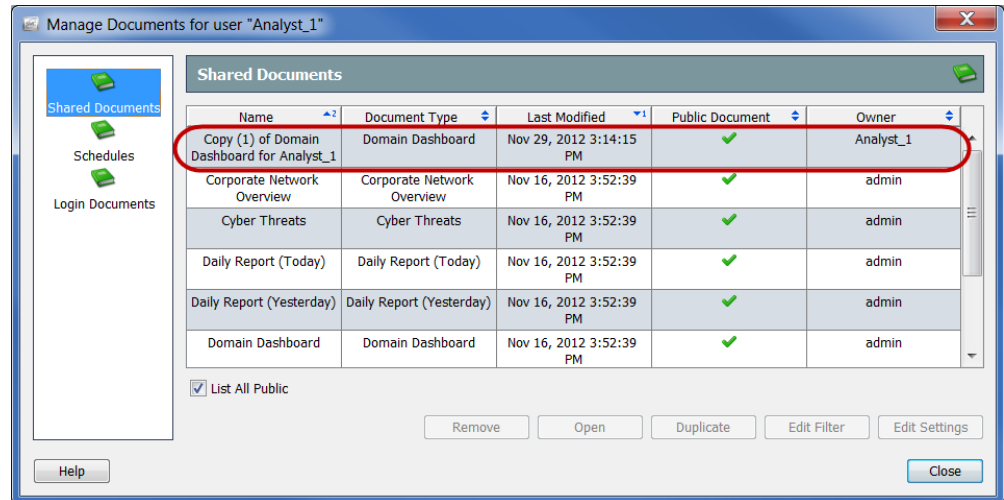 Manage Documents for user "Analyst_1"
X
Shared Documents
Schedules
Login Documents
Shared Documents
Name 2 Document Type Last Modified 1 Public Document Owner
Copy (1) of Domain Domain Dashboard Nov 29, 2012 3:14:15 Analyst_1
Dashboard for Analyst_1 PM
Corporate Network Corporate Network Nov 16, 2012 3:52:39 admin
Overview Overview PM
Cyber Threats Cyber Threats Nov 16, 2012 3:52:39 admin
PM
Daily Report (Today) Daily Report (Today) Nov 16, 2012 3:52:39 admin
PM
Daily Report (Yesterday) Daily Report (Yesterday) Nov 16, 2012 3:52:39 admin
PM
Domain Dashboard Domain Dashboard Nov 16, 2012 3:52:39 admin
PM
List All Public
Remove Open Duplicate Edit Filter Edit Settings
Help Close